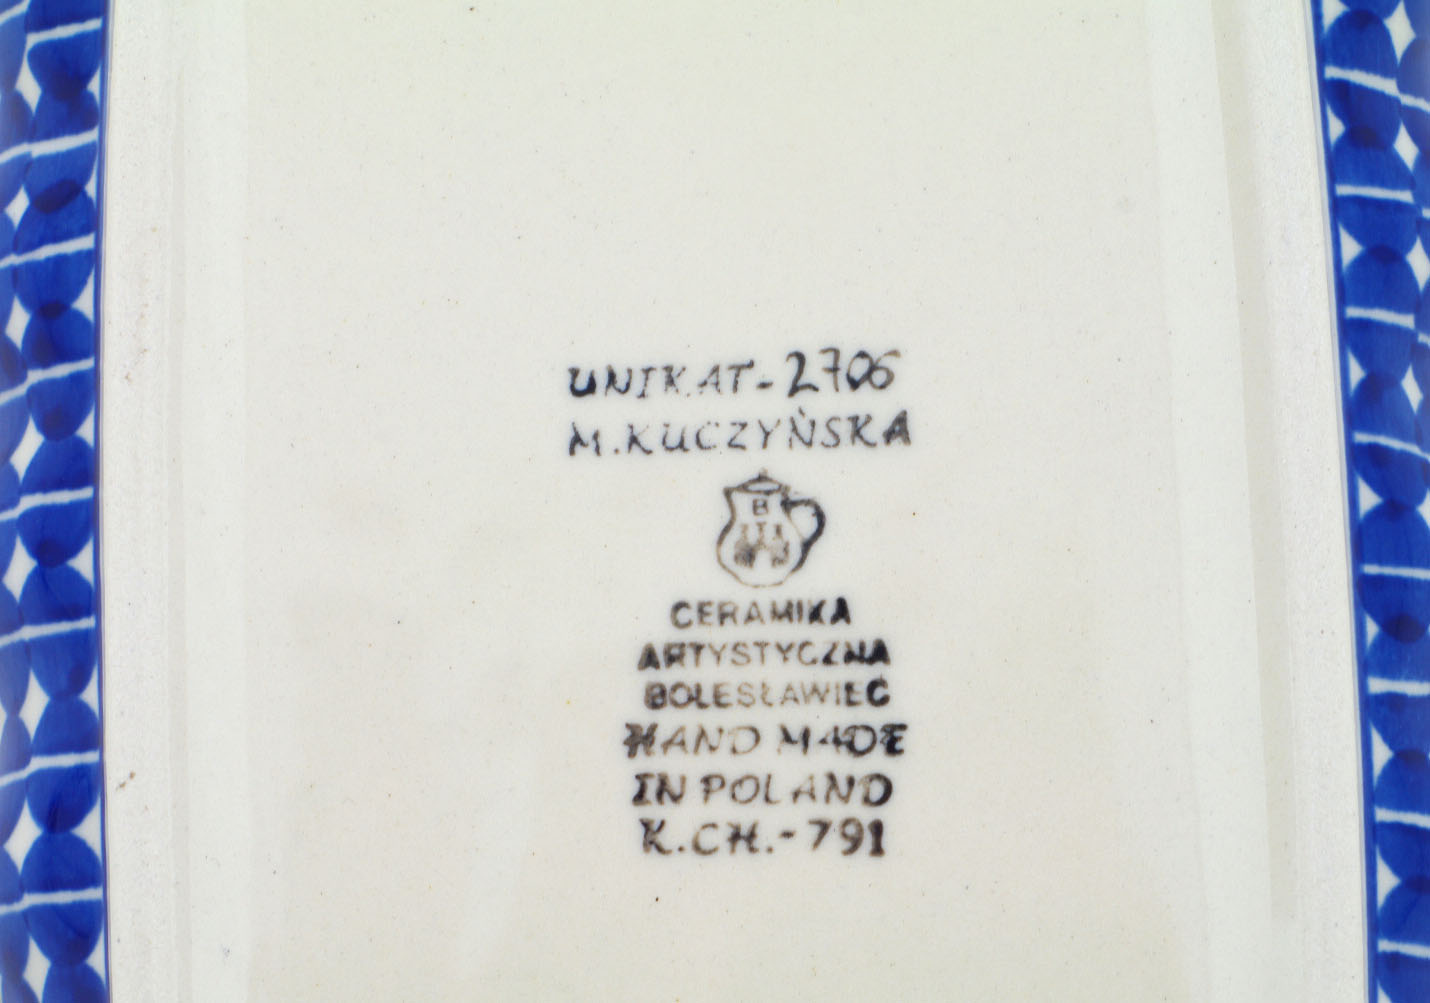 UNIKAT-2706
M.KUCZYŃSKA
B
CERAMIKA
ARTYSTYCZNA
BOLESŁAWIEC
HAND MADE
IN POLAND
K.CH.-791